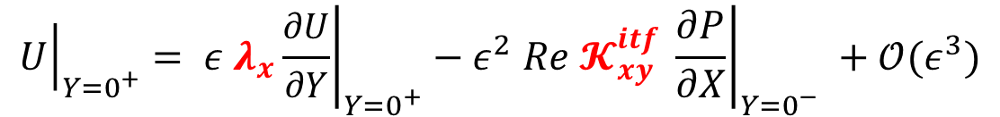 U|_{Y=0^+} = ϵ λ_x ∂U/∂Y|_{Y=0^+} − ϵ^2 Re 𝓚_{xy}^{itf} ∂P/∂X|_{Y=0^-} + 𝒪(ϵ^3)